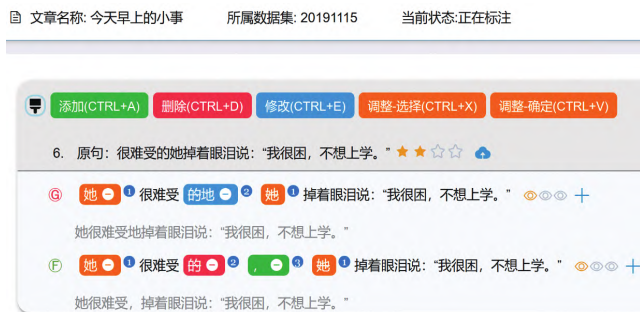 文章名称: 今天早上的小事 所属数据集: 20191115 当前状态:正在标注
添加(CTRL+A) 删除(CTRL+D) 修改(CTRL+E) 调整-选择(CTRL+X) 调整-确定(CTRL+V)
6. 原句：很难受的她掉着眼泪说：“我很困，不想上学。”
G 她 1 很难受 的地 2 她 1 掉着眼泪说：“我很困，不想上学。”
她很难受地掉着眼泪说：“我很困，不想上学。”
F 她 1 很难受 的 2 ， 3 她 1 掉着眼泪说：“我很困，不想上学。”
她很难受，掉着眼泪说：“我很困，不想上学。”